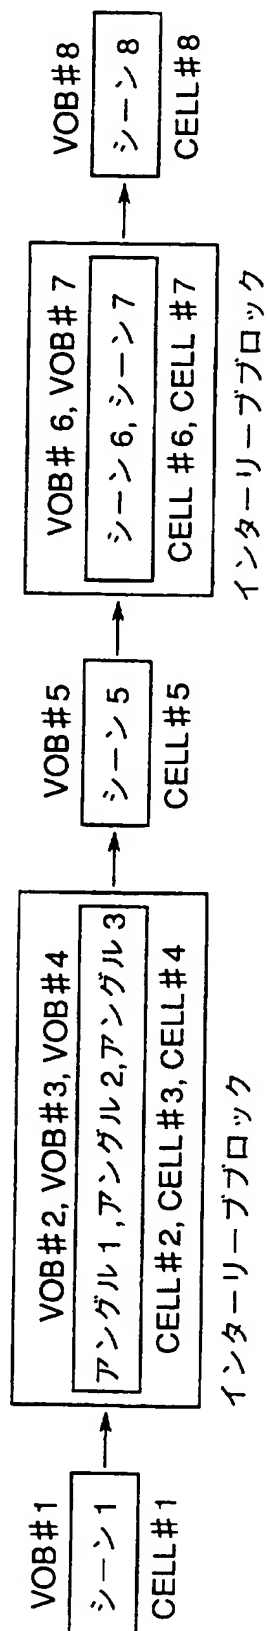 VOB#1
シーン1
CELL#1
VOB#2, VOB#3, VOB#4
アングル1,アングル2,アングル3
CELL#2, CELL#3, CELL#4
インターリーブブロック
VOB#5
シーン5
CELL#5
VOB# 6, VOB# 7
シーン6, シーン7
CELL #6, CELL #7
インターリーブブロック
VOB#8
シーン8
CELL#8